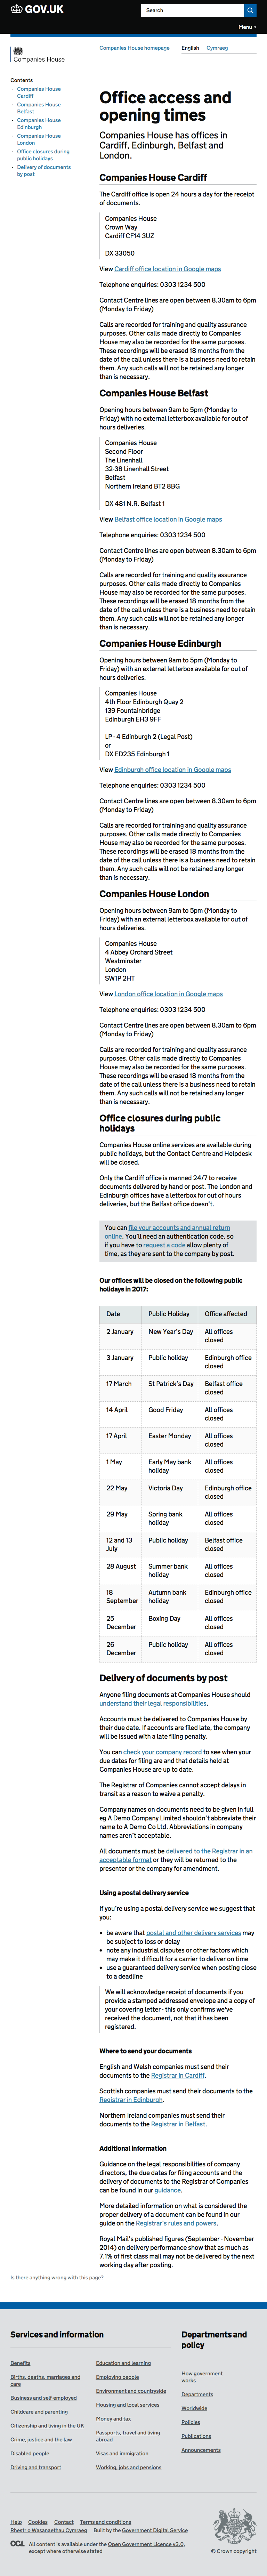 GOV.UK
Search
Menu
Companies House
Companies House homepage
English
Cymraeg
Contents
Companies House
Cardiff
Companies House
Belfast
Companies House
Edinburgh
Companies House
London
Office closures during
public holidays
Delivery of documents
by post
Office access and
opening times
Companies House has offices in
Cardiff, Edinburgh, Belfast and
London.
Companies House Cardiff
The Cardiff office is open 24 hours a day for the receipt
of documents.
Companies House
Crown Way
Cardiff CF14 3UZ
DX 33050
View Cardiff office location in Google maps
Telephone enquiries: 0303 1234 500
Contact Centre lines are open between 8.30am to 6pm
(Monday to Friday)
Calls are recorded for training and quality assurance
purposes. Other calls made directly to Companies
House may be recorded for the same purposes.
These recordings will be erased 18 months from the
date of use unless there is a business need to retain
them. Any such calls will not be retained any longer
than is necessary.
Companies House Belfast
Opening hours between 9am to 5pm (Monday to
Friday) with an external letterbox available for out of
hours deliveries.
Companies House
Second Floor
The Linenhall
32-38 Linenhall Street
Belfast
Northern Ireland BT2 8BG
DX 481 N.R. Belfast 1
View Belfast office location in Google maps
Telephone enquiries: 0303 1234 500
Contact Centre lines are open between 8.30am to 6pm
(Monday to Friday)
Calls are recorded for training and quality assurance
purposes. Other calls made directly to Companies
House may be recorded for the same purposes.
These recordings will be erased 18 months from the
date of use unless there is a business need to retain
them. Any such calls will not be retained any longer
than is necessary.
Companies House Edinburgh
Opening hours between 9am to 5pm (Monday to
Friday) with an external letterbox available for out of
hours deliveries.
Companies House
4th Floor Edinburgh Quay 2
139 Fountainbridge
Edinburgh EH3 9FF
LP - 4 Edinburgh 2 (Legal Post)
or
DX ED235 Edinburgh 1
View Edinburgh office location in Google maps
Telephone enquiries: 0303 1234 500
Contact Centre lines are open between 8.30am to 6pm
(Monday to Friday)
Calls are recorded for training and quality assurance
purposes. Other calls made directly to Companies
House may be recorded for the same purposes.
These recordings will be erased 18 months from the
date of use unless there is a business need to retain
them. Any such calls will not be retained any longer
than is necessary.
Companies House London
Opening hours between 9am to 5pm (Monday to
Friday) with an external letterbox available for out of
hours deliveries.
Companies House
4 Abbey Orchard Street
Westminster
London
SW1P 2HT
View London office location in Google maps
Telephone enquiries: 0303 1234 500
Contact Centre lines are open between 8.30am to 6pm
(Monday to Friday)
Calls are recorded for training and quality assurance
purposes. Other calls made directly to Companies
House may be recorded for the same purposes.
These recordings will be erased 18 months from the
date of use unless there is a business need to retain
them. Any such calls will not be retained any longer
than is necessary.
Office closures during public
holidays
Companies House online services are available during
public holidays, but the Contact Centre and Helpdesk
will be closed.
Only the Cardiff office is manned 24/7 to receive
documents delivered by hand or post. The London and
Edinburgh offices have a letterbox for out of hours
deliveries, but the Belfast office doesn't.
You can file your accounts and annual return
online. You'll need an authentication code, so
if you have to request a code allow plenty of
time, as they are sent to the company by post.
Our offices will be closed on the following public
holidays in 2017:
Date Public Holiday Office affected
2 January New Year's Day All offices
closed
3 January Public holiday Edinburgh office
closed
17 March St Patrick's Day Belfast office
closed
14 April Good Friday All offices
closed
17 April Easter Monday All offices
closed
1 May Early May bank All offices
holiday closed
22 May Victoria Day Edinburgh office
closed
29 May Spring bank All offices
holiday closed
12 and 13 Public holiday Belfast office
July closed
28 August Summer bank All offices
holiday closed
18 Autumn bank Edinburgh office
September holiday closed
25 Boxing Day All offices
December closed
26 Public holiday All offices
December closed
Delivery of documents by post
Anyone filing documents at Companies House should
understand their legal responsibilities.
Accounts must be delivered to Companies House by
their due date. If accounts are filed late, the company
will be issued with a late filing penalty.
You can check your company record to see when your
due dates for filing are and that details held at
Companies House are up to date.
The Registrar of Companies cannot accept delays in
transit as a reason to waive a penalty.
Company names on documents need to be given in full
eg A Demo Company Limited shouldn't abbreviate their
name to A Demo Co Ltd. Abbreviations in company
names aren't acceptable.
All documents must be delivered to the Registrar in an
acceptable format or they will be returned to the
presenter or the company for amendment.
Using a postal delivery service
If you're using a postal delivery service we suggest that
you:
be aware that postal and other delivery services may
be subject to loss or delay
note any industrial disputes or other factors which
may make it difficult for a carrier to deliver on time
use a guaranteed delivery service when posting close
to a deadline
We will acknowledge receipt of documents if you
provide a stamped addressed envelope and a copy of
your covering letter - this is only confirming we've
received the document, not that it has been
registered.
Where to send your documents
English and Welsh companies must send their
documents to the Registrar in Cardiff.
Scottish companies must send their documents to the
Registrar in Edinburgh.
Northern Ireland companies must send their
documents to the Registrar in Belfast.
Additional information
Guidance on the legal responsibilities of company
directors, the due dates for filing documents and the
delivery of documents to the Registrar of Companies
can be found in our guidance.
More detailed information on what is considered the
proper delivery of a document can be found in our
guide on the Registrar's rules and powers.
Royal Mail's published figures (September - November
2014) on delivery performance show that as much as
7.1% of first class mail may not be delivered by the next
working day after posting.
Is there anything wrong with this page?
Services and information
Benefits
Births, deaths, marriages and
care
Business and self-employed
Childcare and parenting
Citizenship and living in the UK
Crime, justice and the law
Disabled people
Driving and transport
Education and learning
Employing people
Environment and countryside
Housing and local services
Money and tax
Passports, travel and living
abroad
Visas and immigration
Working, jobs and pensions
Departments and
policy
How government
works
Departments
Worldwide
Policies
Publications
Announcements
Help Cookies Contact Terms and conditions
Rhestr o Wasanaethau Cymraeg Built by the Government Digital Service
OGL All content is available under the Open Government Licence v3.0,
except where otherwise stated
© Crown copyright